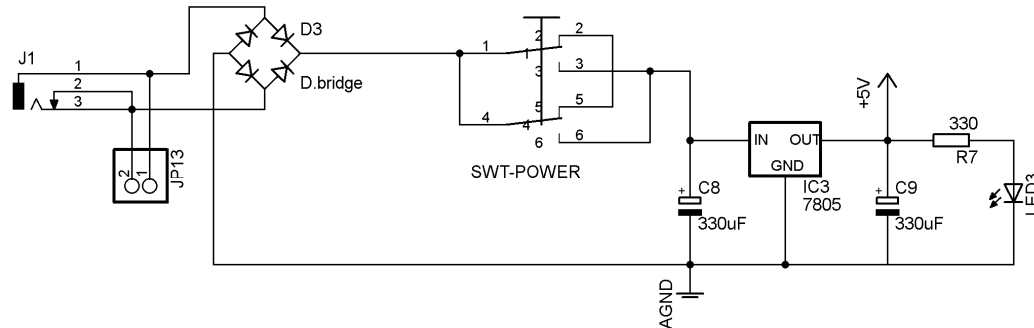 J1
1
2
3
2
1
JP13
D3
D.bridge
1
4
2
1
3
5
4
6
2
3
5
6
SWT-POWER
IN
OUT
GND
IC3
7805
+
C8
330uF
+5V
+
C9
330uF
330
R7
LED3
AGND